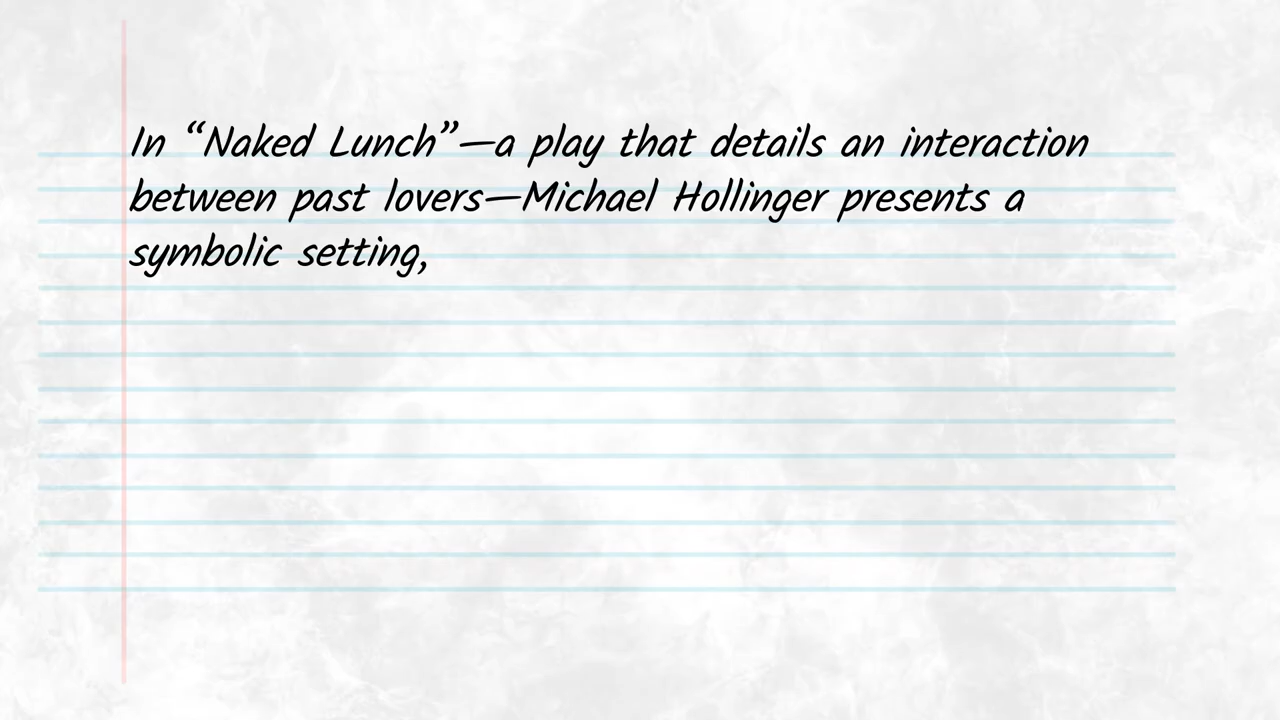 In “Naked Lunch”—a play that details an interaction
between past lovers—Michael Hollinger presents a
symbolic setting,